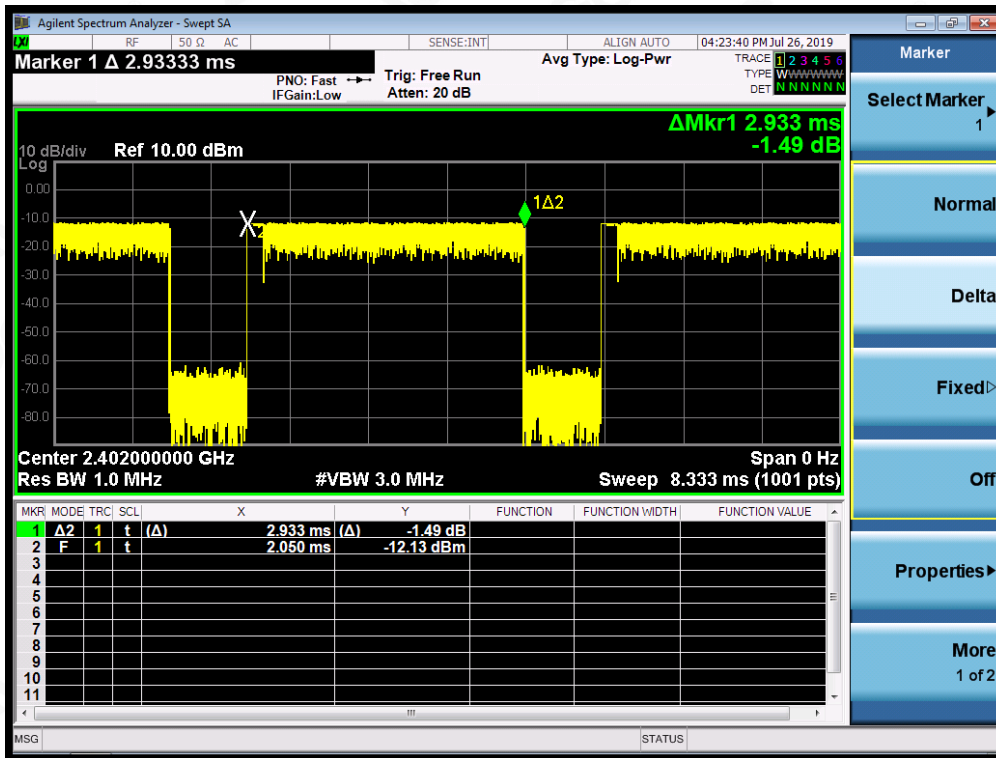 Agilent Spectrum Analyzer - Swept SA
LXI RF 50 Ω AC SENSE:INT ALIGN AUTO 04:23:40 PM Jul 26, 2019
Marker 1 Δ 2.93333 ms
PNO: Fast
IFGain:Low
Trig: Free Run
Atten: 20 dB
Avg Type: Log-Pwr
TRACE 1 2 3 4 5 6
TYPE WWWWWWW
DET N N N N N N
ΔMkr1 2.933 ms
-1.49 dB
10 dB/div Ref 10.00 dBm
Log
0.00
-10.0
-20.0
-30.0
-40.0
-50.0
-60.0
-70.0
-80.0
1Δ2
2
Center 2.402000000 GHz Span 0 Hz
Res BW 1.0 MHz #VBW 3.0 MHz Sweep 8.333 ms (1001 pts)
MKR MODE TRC SCL X Y FUNCTION FUNCTION WIDTH FUNCTION VALUE
1 Δ2 1 t (Δ) 2.933 ms (Δ) -1.49 dB
2 F 1 t 2.050 ms -12.13 dBm
3
4
5
6
7
8
9
10
11
MSG STATUS
Marker
Select Marker
1
Normal
Delta
Fixed
Off
Properties
More
1 of 2